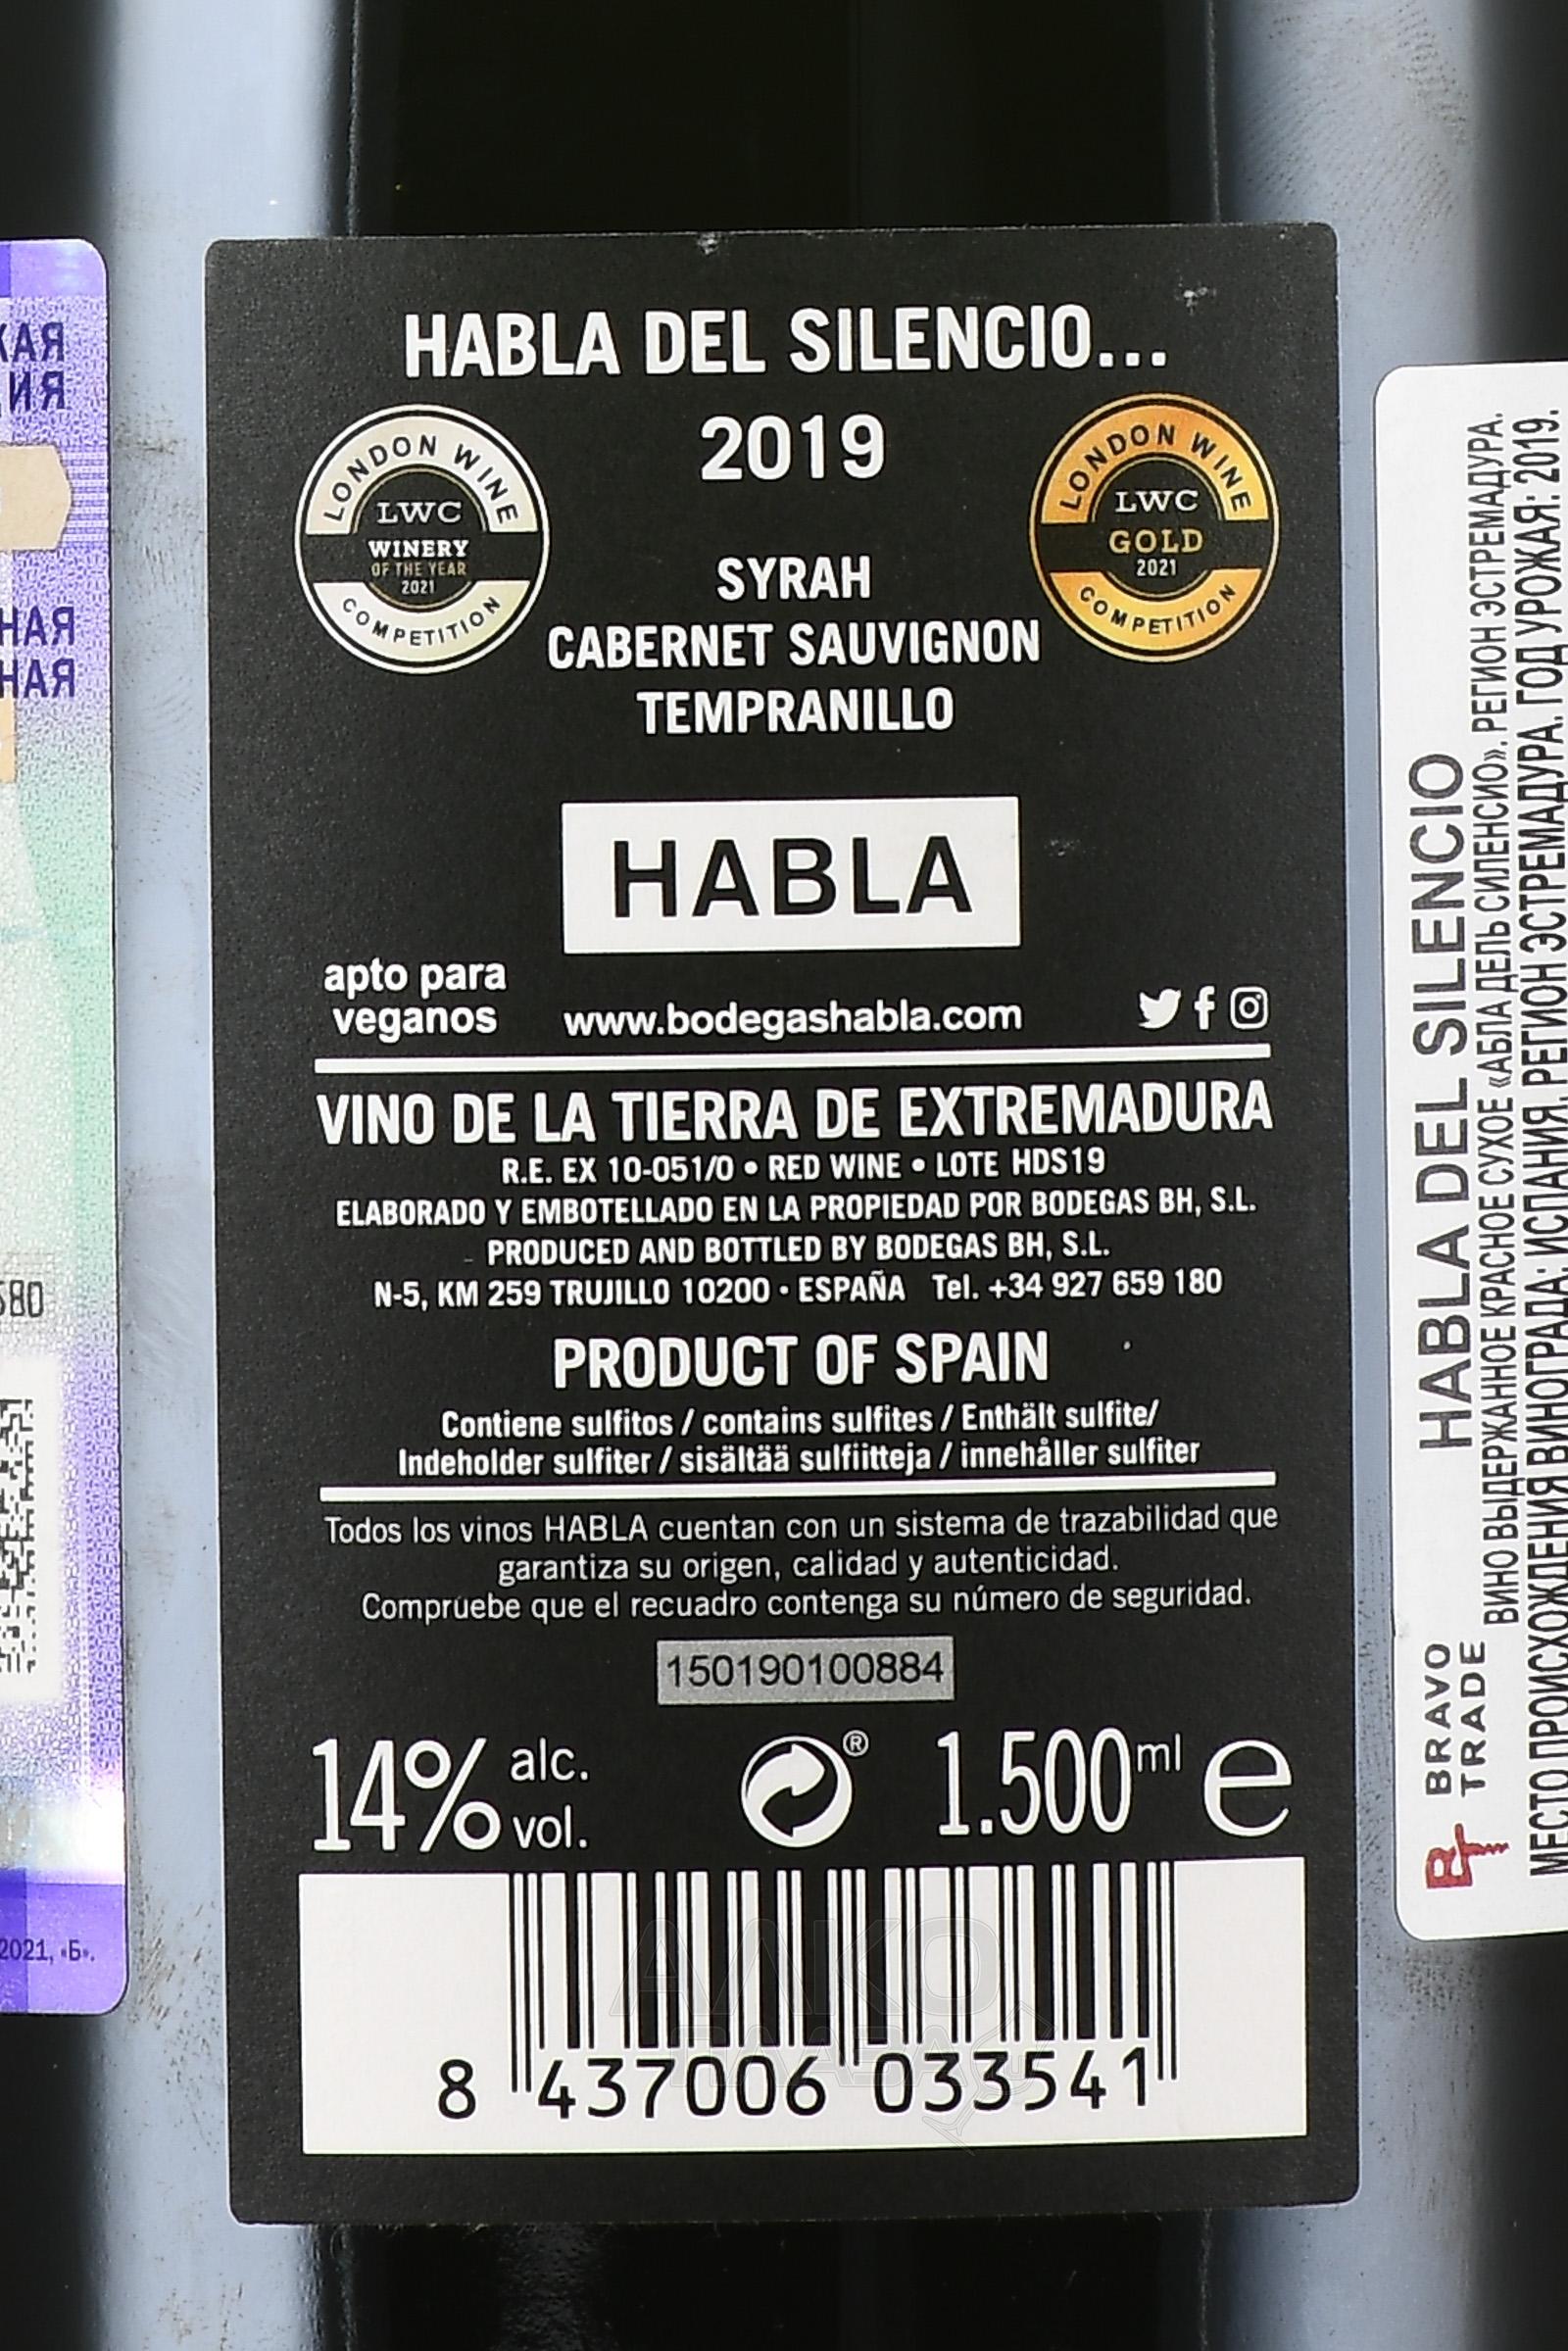 HABLA DEL SILENCIO...
2019
LONDON WINE
LWC
WINERY
OF THE YEAR
2021
COMPETITION
LONDON WINE
LWC
GOLD
2021
COMPETITION
SYRAH
CABERNET SAUVIGNON
TEMPRANILLO
HABLA
apto para
veganos
www.bodegashabla.com
VINO DE LA TIERRA DE EXTREMADURA
R.E. EX 10-051/0 • RED WINE • LOTE HDS19
ELABORADO Y EMBOTELLADO EN LA PROPIEDAD POR BODEGAS BH, S.L.
PRODUCED AND BOTTLED BY BODEGAS BH, S.L.
N-5, KM 259 TRUJILLO 10200 · ESPAÑA Tel. +34 927 659 180
PRODUCT OF SPAIN
Contiene sulfitos / contains sulfites / Enthält sulfite/
Indeholder sulfiter / sisältää sulfiitteja / innehåller sulfiter
Todos los vinos HABLA cuentan con un sistema de trazabilidad que
garantiza su origen, calidad y autenticidad.
Compruebe que el recuadro contenga su número de seguridad.
150190100884
14% alc. vol.
® 1.500 ml e
8 437006 033541
HABLA DEL SILENCIO
ВИНО ВЫДЕРЖАННОЕ КРАСНОЕ СУХОЕ «АБЛА ДЕЛЬ СИЛЕНСИО». РЕГИОН ЭСТРЕМАДУРА.
МЕСТО ПРОИСХОЖДЕНИЯ ВИНОГРАДА: ИСПАНИЯ, РЕГИОН ЭСТРЕМАДУРА. ГОД УРОЖАЯ: 2019.
BRAVO
TRADE
2021, «Б».